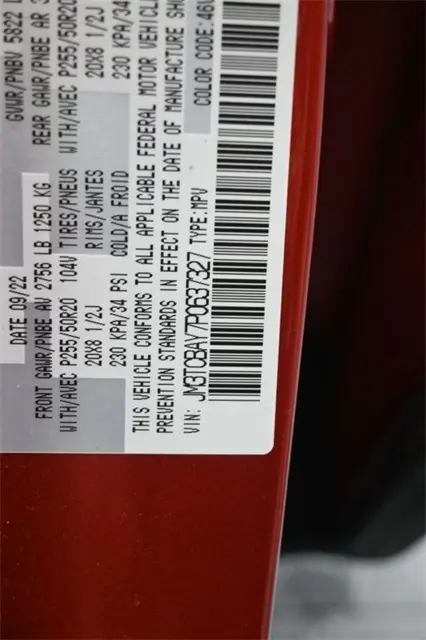 DATE 09/22 GVWR/PNBV 5822 L
FRONT GAWR/PNBE AV 2756 LB 1250 KG REAR GAWR/PNBE AR 3
WITH/AVEC P255/50R20 104V TIRES/PNEUS WITH/AVEC P255/50R20
20X8 1/2J RIMS/JANTES 20X8 1/2J
230 KPA/34 PSI COLD/A FROID 230 KPA/34
THIS VEHICLE CONFORMS TO ALL APPLICABLE FEDERAL MOTOR VEHICL
PREVENTION STANDARDS IN EFFECT ON THE DATE OF MANUFACTURE SHO
VIN: JM3TCBAY7P0637327 TYPE:MPV COLOR CODE:46V